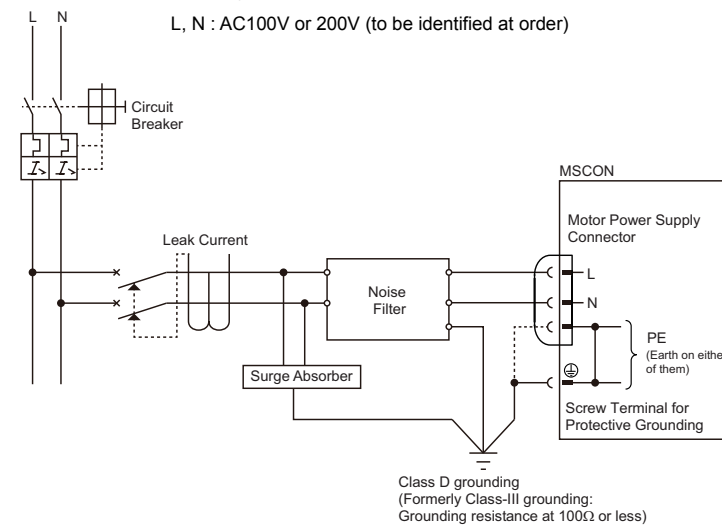 L N
L, N : AC100V or 200V (to be identified at order)
Circuit
Breaker
MSCON
Motor Power Supply
Connector
Leak Current
L
Noise
Filter
N
PE
(Earth on eithe
of them)
Surge Absorber
Screw Terminal for
Protective Grounding
Class D grounding
(Formerly Class-III grounding:
Grounding resistance at 100Ω or less)